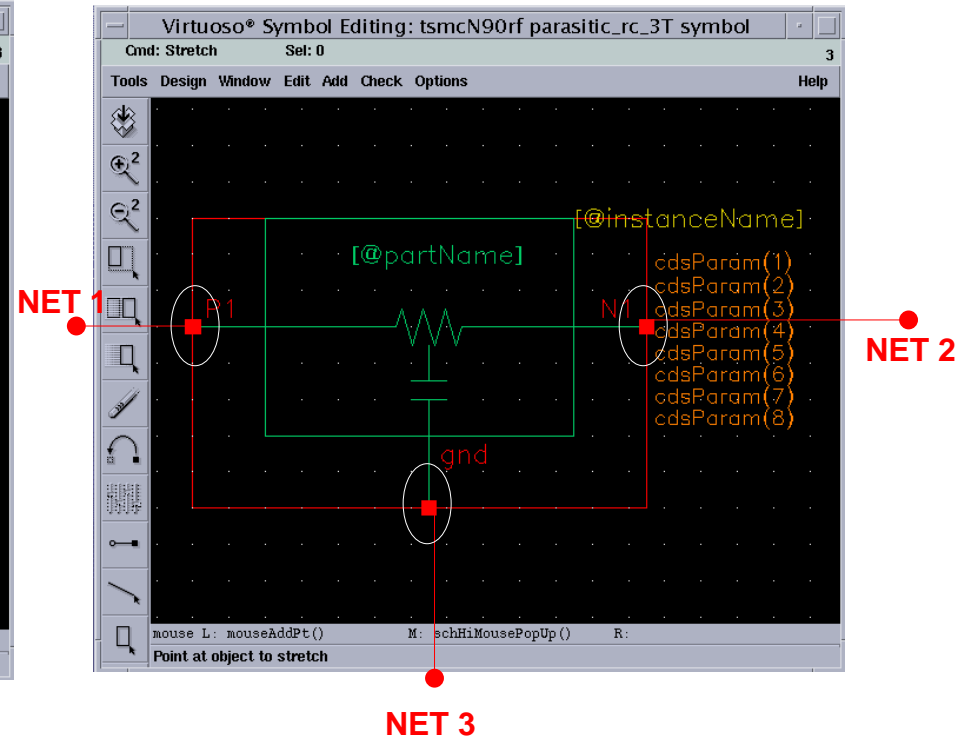 Virtuoso® Symbol Editing: tsmcN90rf parasitic_rc_3T symbol
Cmd: Stretch Sel: 0 3
Tools Design Window Edit Add Check Options Help
2
2
[@instanceName]
[@partName]
cdsParam(1)
cdsParam(2)
NET 1 P1 N1 cdsParam(3)
cdsParam(4)
NET 2 cdsParam(5)
cdsParam(6)
cdsParam(7)
cdsParam(8)
gnd
mouse L: mouseAddPt() M: schHiMousePopUp() R:
Point at object to stretch
NET 3